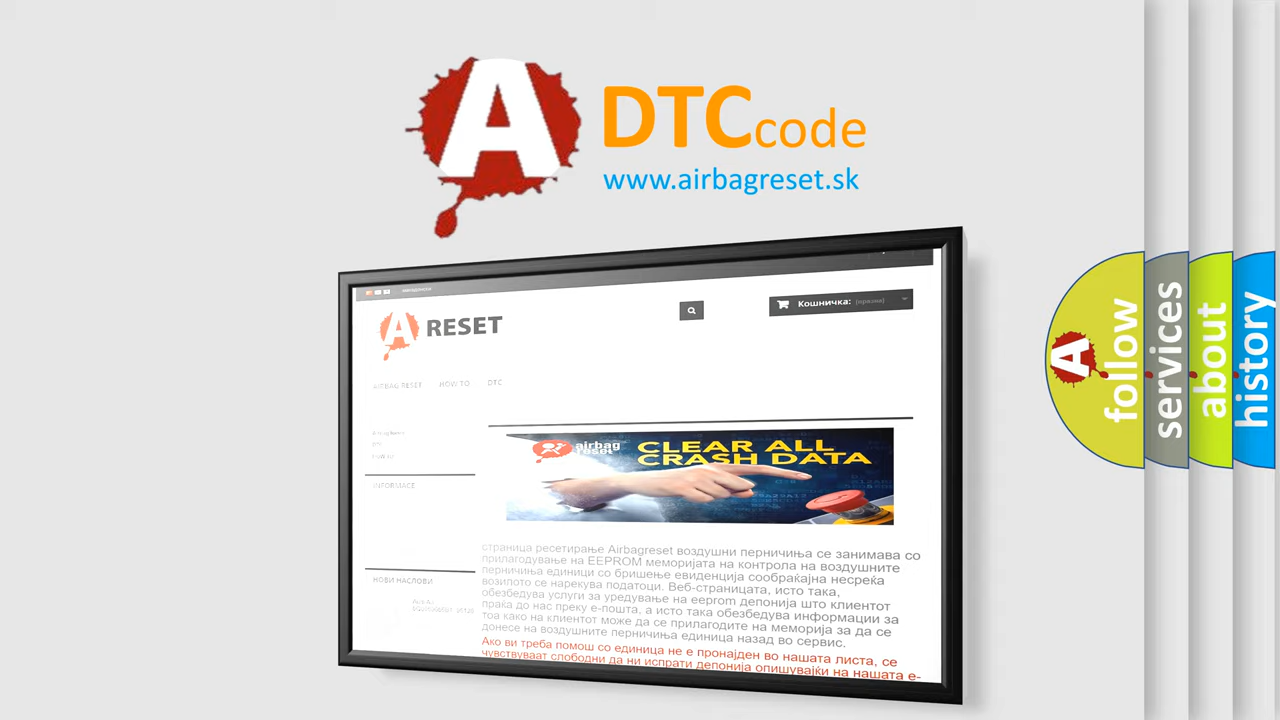 A DTCcode
www.airbagreset.sk
Кошничка: (празни)
A RESET
AIRBAG RESET HOW TO DTC
INFORMACE
НОВИ НАСЛОВИ
airbag
reset
CLEAR ALL
CRASH DATA
страница ресетирање Airbagreset воздушни перничиња се занимава со
прилагодување на EEPROM меморијата на контрола на воздушните
перничиња единици со бришење евиденција сообраќајна несреќа
возилото се нарекува податоци. Веб-страницата, исто така,
обезбедува услуги за уредување на eeprom депонија што клиентот
праќа до нас преку е-пошта, а исто така обезбедува информации за
тоа како на клиентот може да се прилагодите на меморија за да се
донесе на воздушните перничиња единица назад во сервис.
Ако ви треба помош со единица не е пронајден во нашата листа, се
чувствуваат слободни да ни испрати депонија опишувајќи на нашата е-
A follow
services
about
history